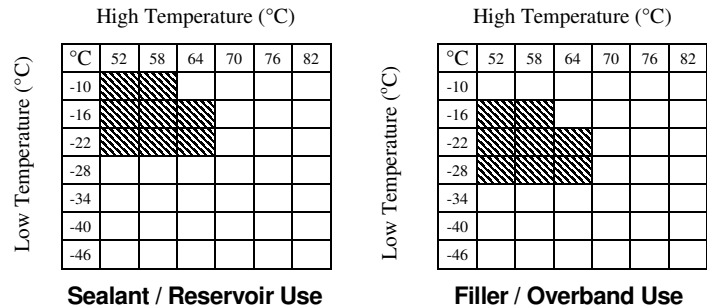 High Temperature (°C)
Low Temperature (°C)
°C 52 58 64 70 76 82
-10
-16
-22
-28
-34
-40
-46
Sealant / Reservoir Use
High Temperature (°C)
Low Temperature (°C)
°C 52 58 64 70 76 82
-10
-16
-22
-28
-34
-40
-46
Filler / Overband Use